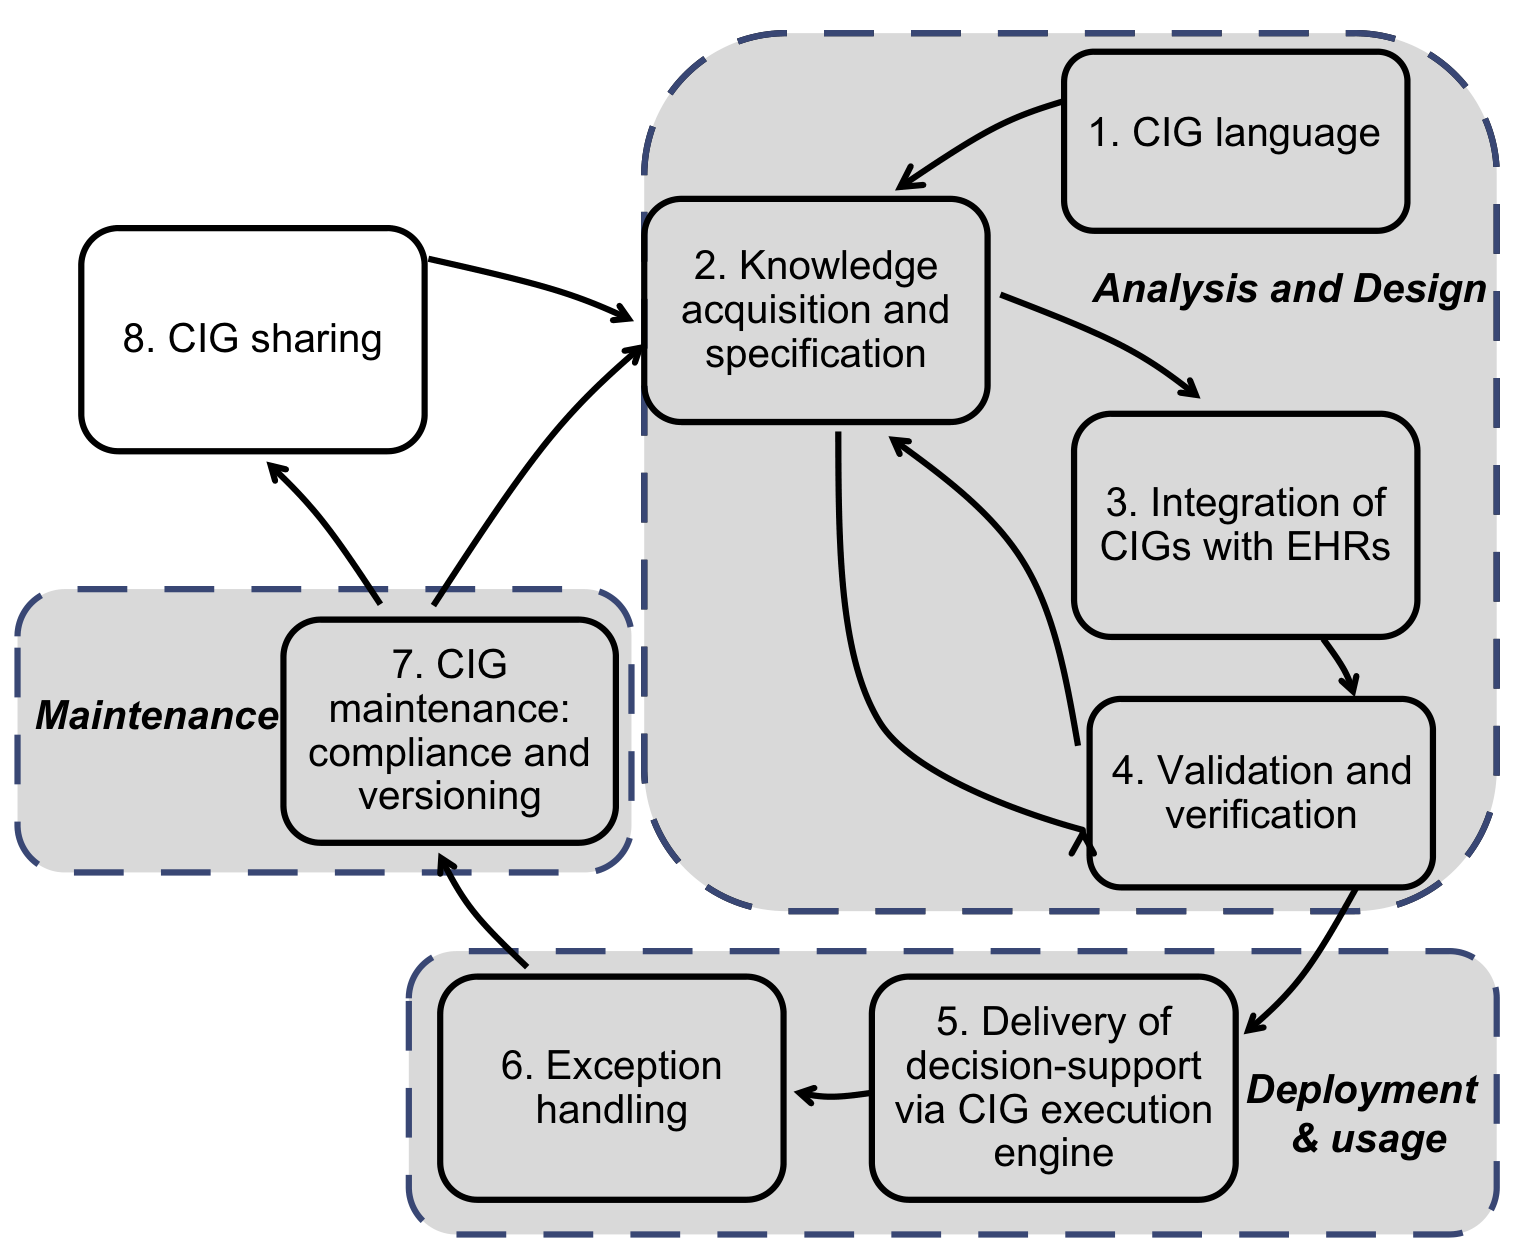 1. CIG language
2. Knowledge
acquisition and
specification
Analysis and Design
8. CIG sharing
3. Integration of
CIGs with EHRs
7. CIG
maintenance:
compliance and
versioning
Maintenance
4. Validation and
verification
6. Exception
handling
5. Delivery of
decision-support
via CIG execution
engine
Deployment
& usage